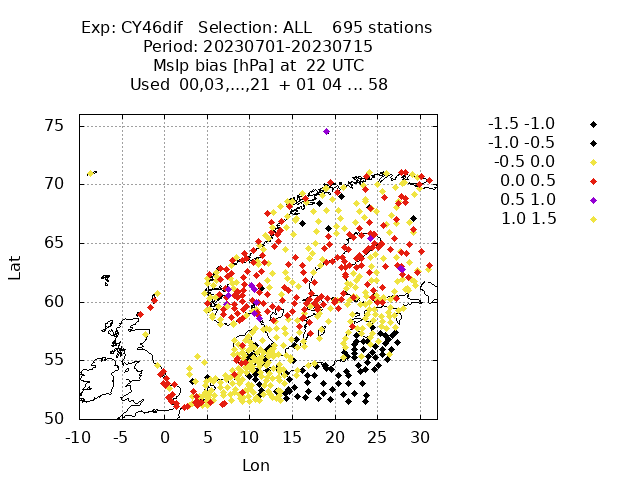 Exp: CY46dif   Selection: ALL    695 stations
Period: 20230701-20230715
Mslp bias [hPa] at  22 UTC
Used  00,03,...,21  + 01 04 ... 58
-1.5 -1.0
-1.0 -0.5
-0.5 0.0
0.0 0.5
0.5 1.0
1.0 1.5
75
70
65
60
55
50
Lat
-10 -5 0 5 10 15 20 25 30
Lon